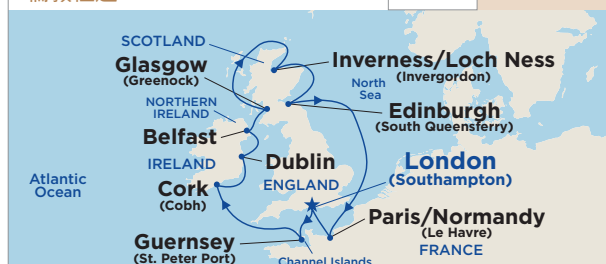 SCOTLAND
Glasgow
(Greenock)
Inverness/Loch Ness
(Invergordon)
North
Sea
NORTHERN
IRELAND
Edinburgh
(South Queensferry)
Belfast
Dublin
IRELAND
London
(Southampton)
Atlantic
Ocean
ENGLAND
Cork
(Cobh)
Paris/Normandy
(Le Havre)
Guernsey
(St. Peter Port)
FRANCE
Channel Islands